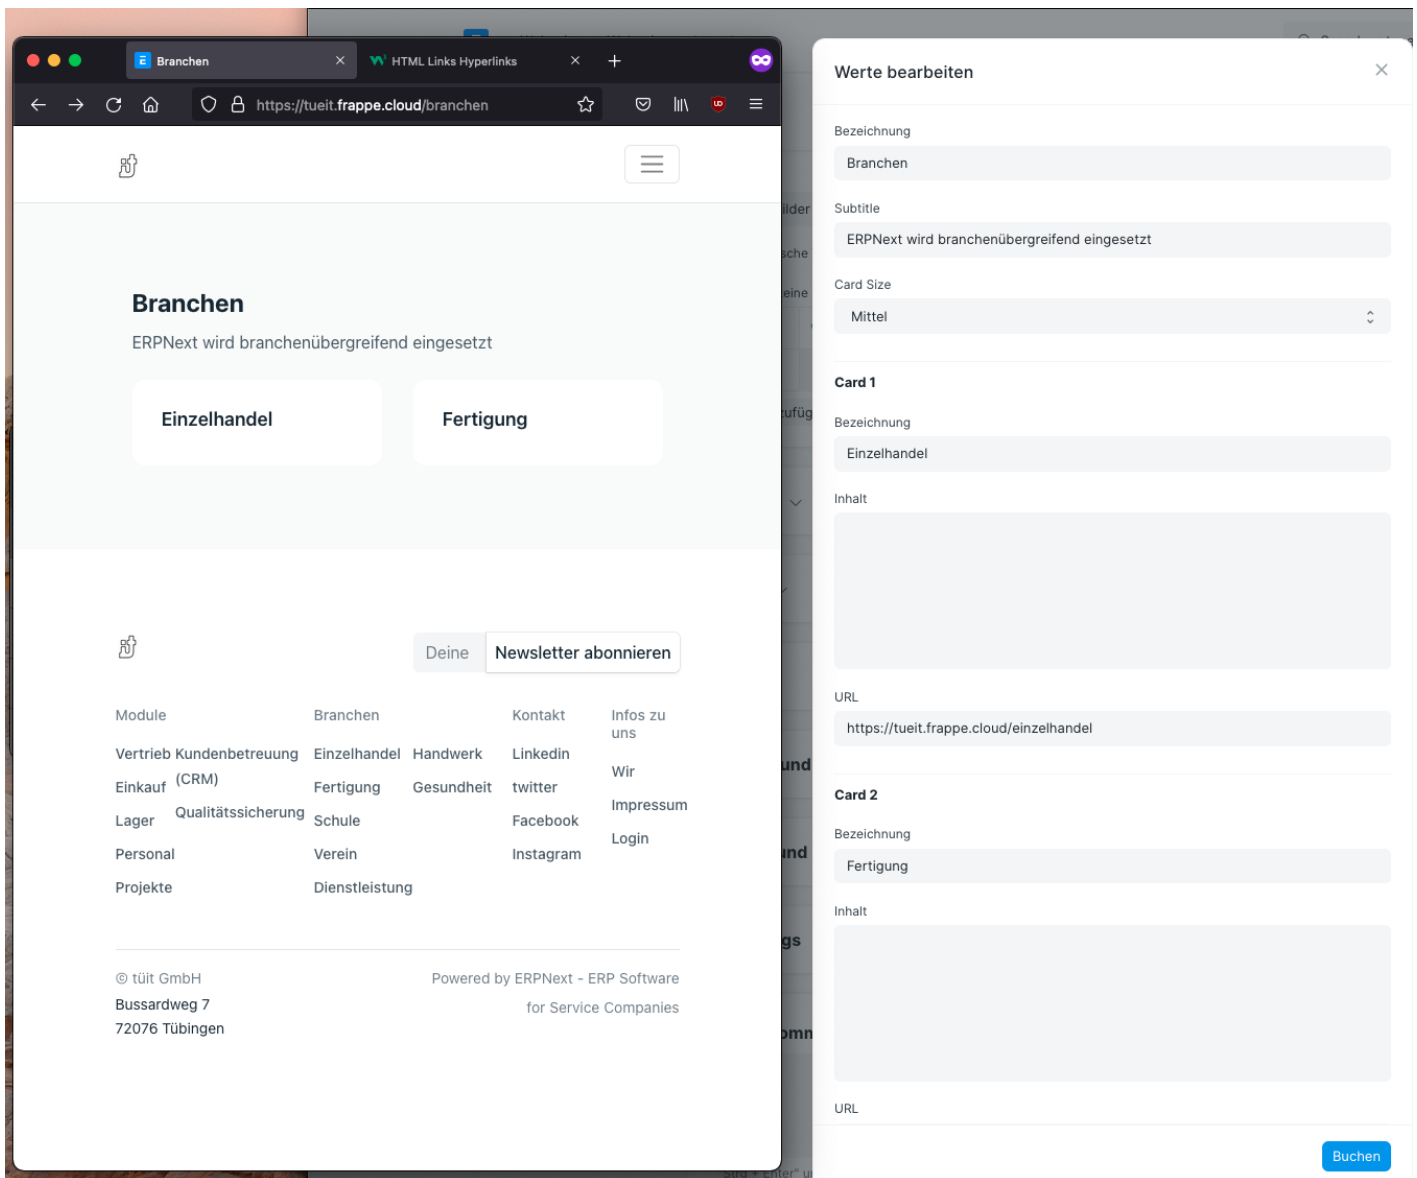 Branchen
HTML Links Hyperlinks
https://tueit.frappe.cloud/branchen
Branchen
ERPNext wird branchenübergreifend eingesetzt
Einzelhandel
Fertigung
Deine
Newsletter abonnieren
Module
Vertrieb
Einkauf
Lager
Personal
Projekte
Kundenbetreuung
(CRM)
Qualitätssicherung
Branchen
Einzelhandel
Fertigung
Schule
Verein
Dienstleistung
Handwerk
Gesundheit
Kontakt
Linkedin
twitter
Facebook
Instagram
Infos zu
uns
Wir
Impressum
Login
© tüit GmbH
Bussardweg 7
72076 Tübingen
Powered by ERPNext - ERP Software
for Service Companies
Werte bearbeiten
Bezeichnung
Branchen
Subtitle
ERPNext wird branchenübergreifend eingesetzt
Card Size
Mittel
Card 1
Bezeichnung
Einzelhandel
Inhalt
URL
https://tueit.frappe.cloud/einzelhandel
Card 2
Bezeichnung
Fertigung
Inhalt
URL
Buchen